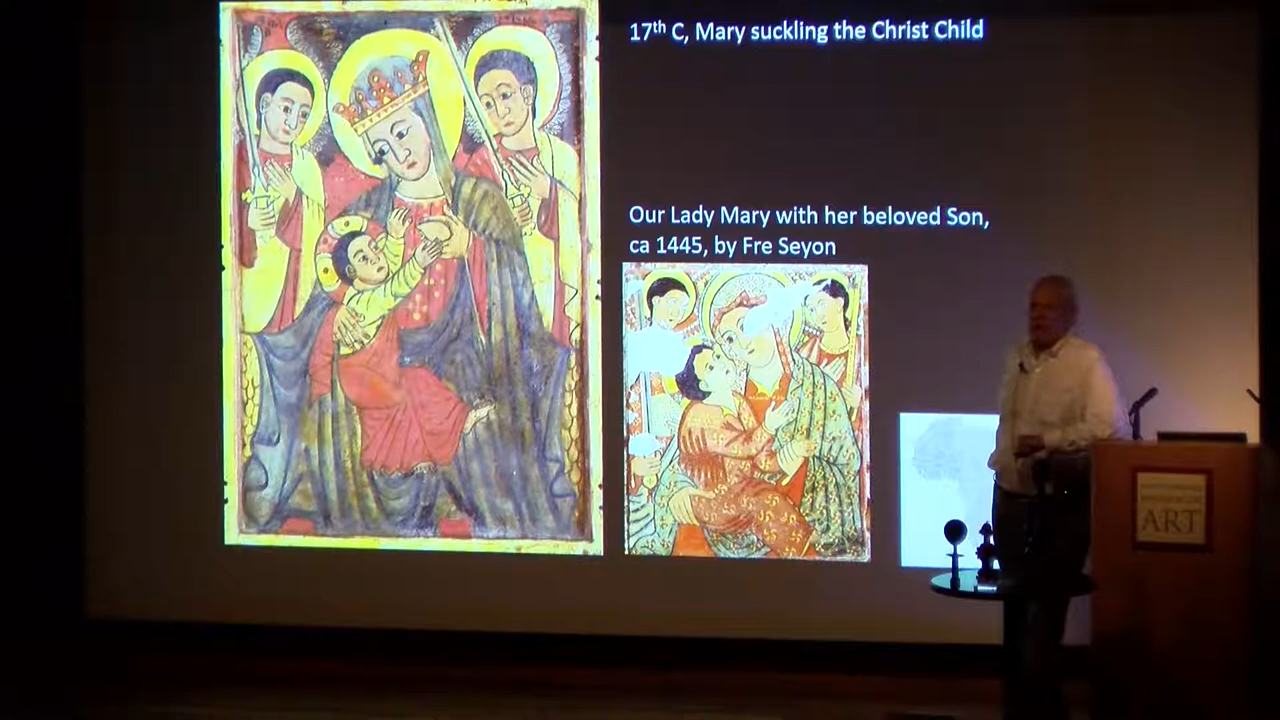 17th C, Mary suckling the Christ Child
Our Lady Mary with her beloved Son,
ca 1445, by Fre Seyon
ART